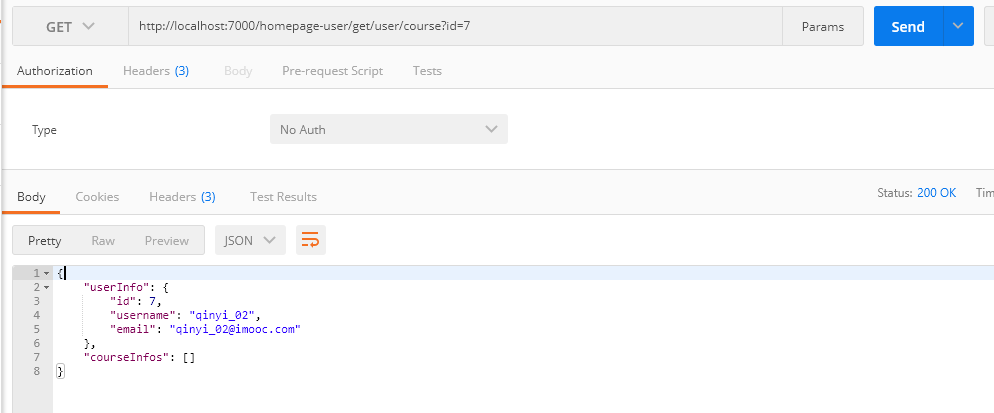 GET http://localhost:7000/homepage-user/get/user/course?id=7 Params Send
Authorization Headers (3) Body Pre-request Script Tests
Type No Auth
Body Cookies Headers (3) Test Results Status: 200 OK Tim
Pretty Raw Preview JSON
1 {
2 "userInfo": {
3 "id": 7,
4 "username": "qinyi_02",
5 "email": "qinyi_02@imooc.com"
6 },
7 "courseInfos": []
8 }